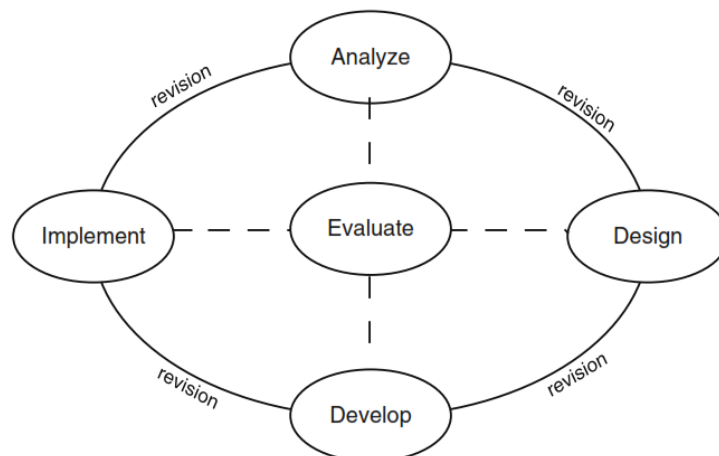 Analyze
revision
revision
Implement
Evaluate
Design
revision
revision
Develop